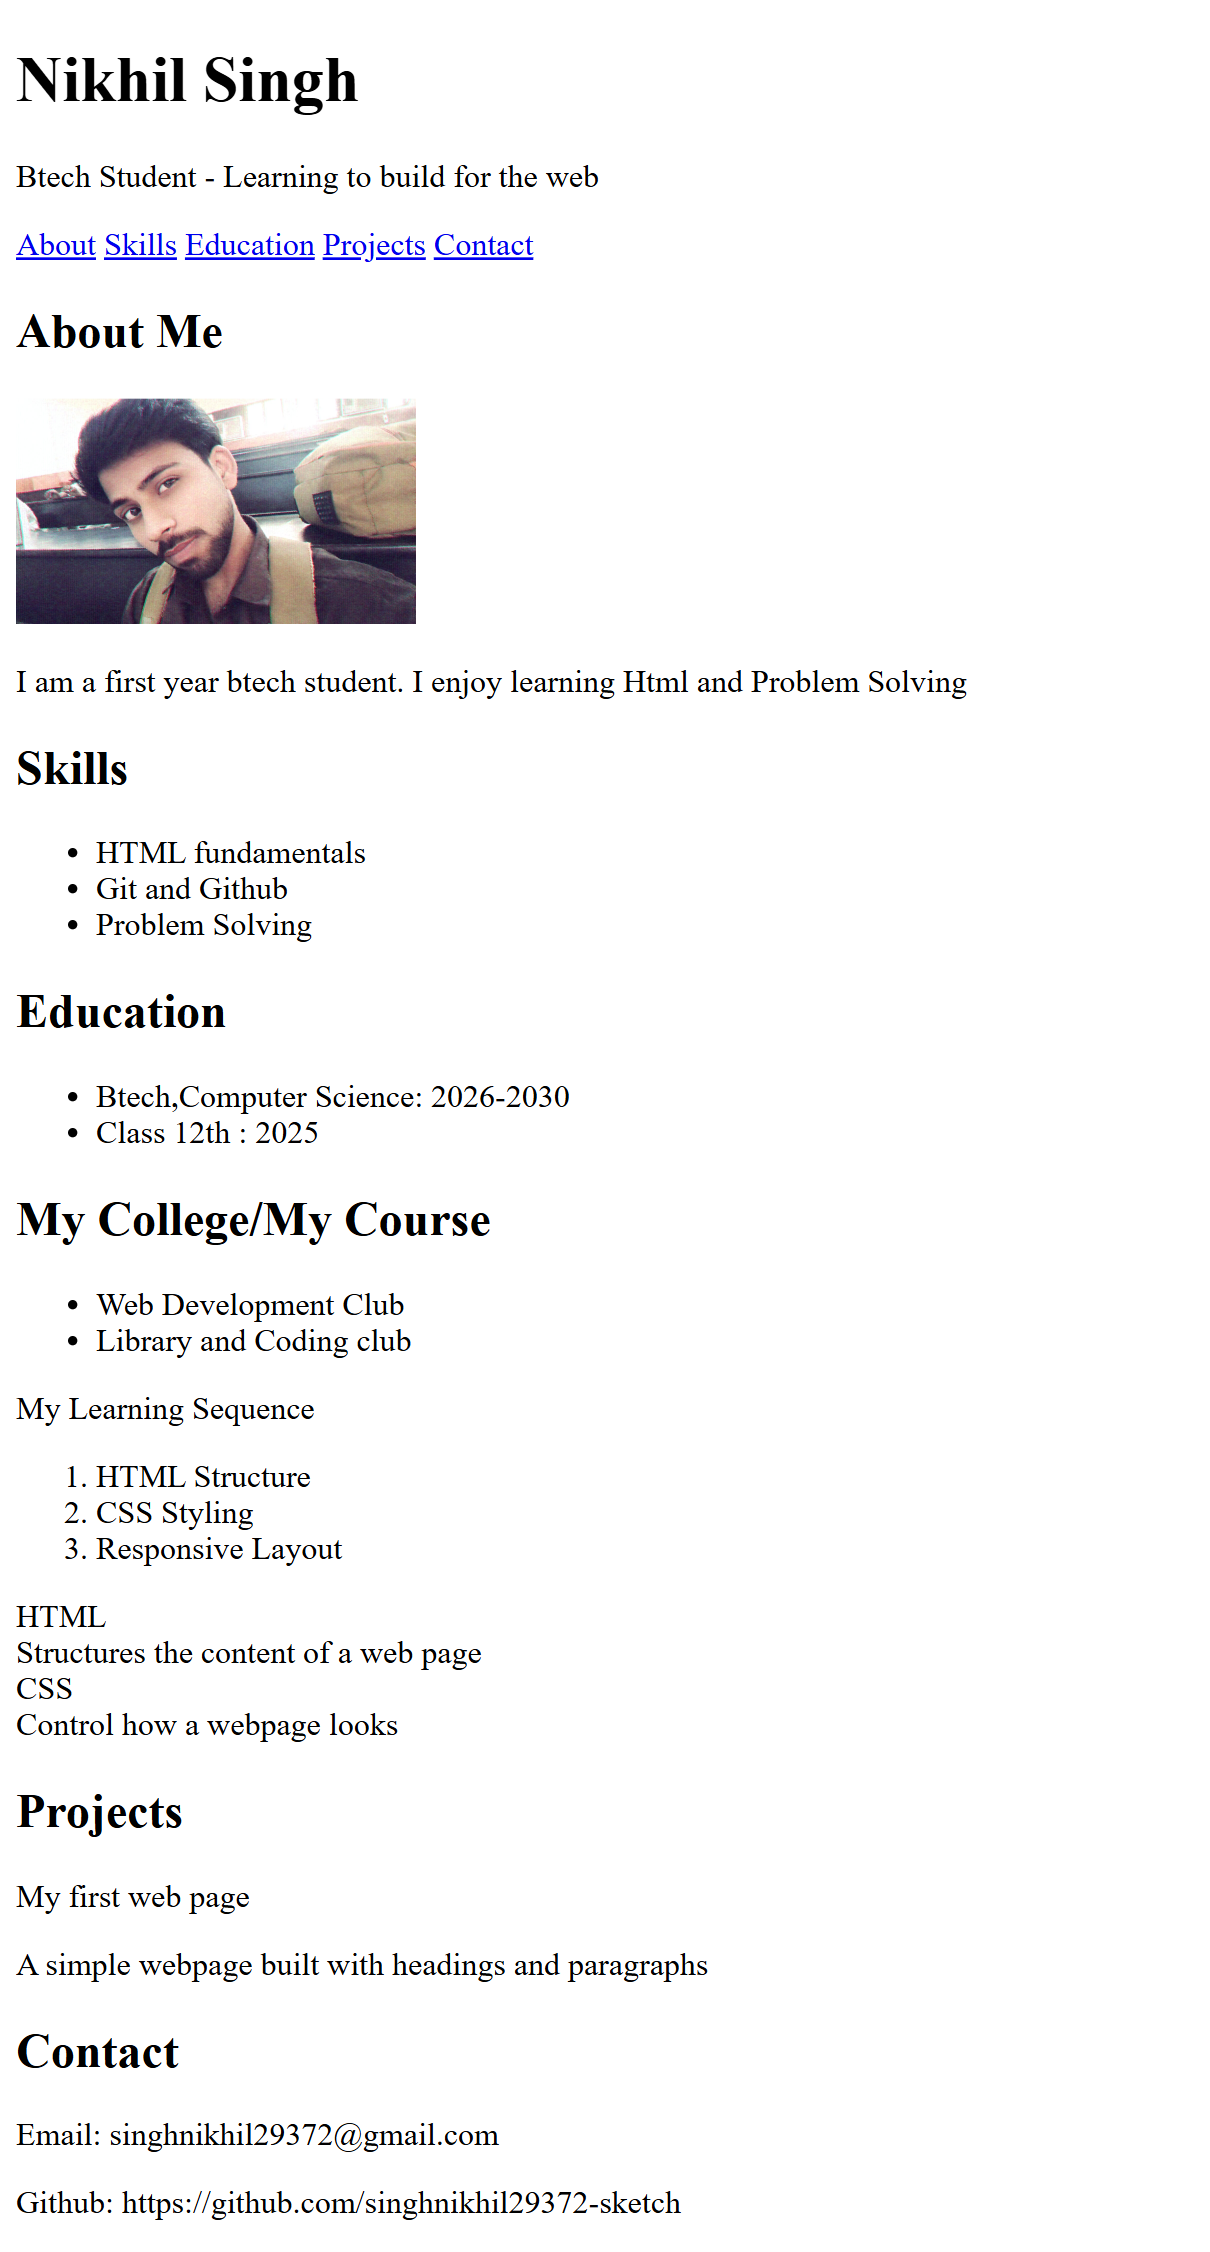 Nikhil Singh
Btech Student - Learning to build for the web
About Skills Education Projects Contact
About Me
I am a first year btech student. I enjoy learning Html and Problem Solving
Skills
• HTML fundamentals
• Git and Github
• Problem Solving
Education
• Btech,Computer Science: 2026-2030
• Class 12th : 2025
My College/My Course
• Web Development Club
• Library and Coding club
My Learning Sequence
1. HTML Structure
2. CSS Styling
3. Responsive Layout
HTML
Structures the content of a web page
CSS
Control how a webpage looks
Projects
My first web page
A simple webpage built with headings and paragraphs
Contact
Email: singhnikhil29372@gmail.com
Github: https://github.com/singhnikhil29372-sketch